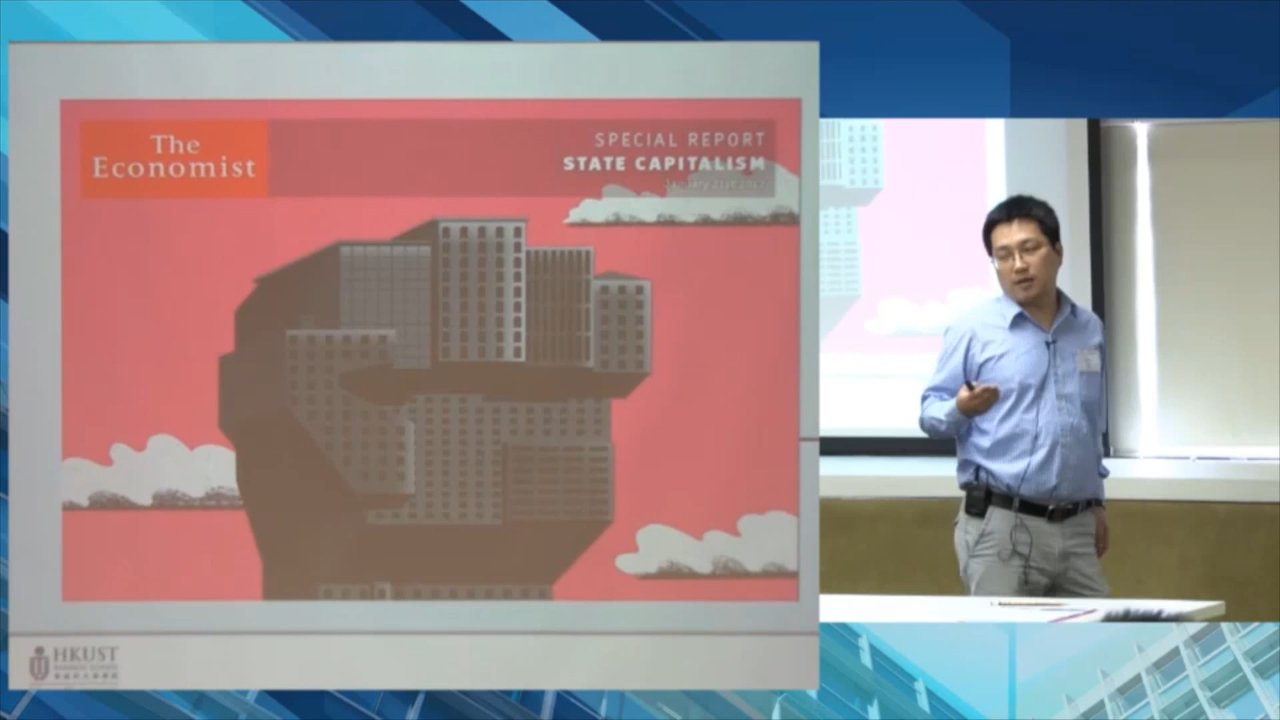 The
Economist
SPECIAL REPORT
STATE CAPITALISM
HKUST